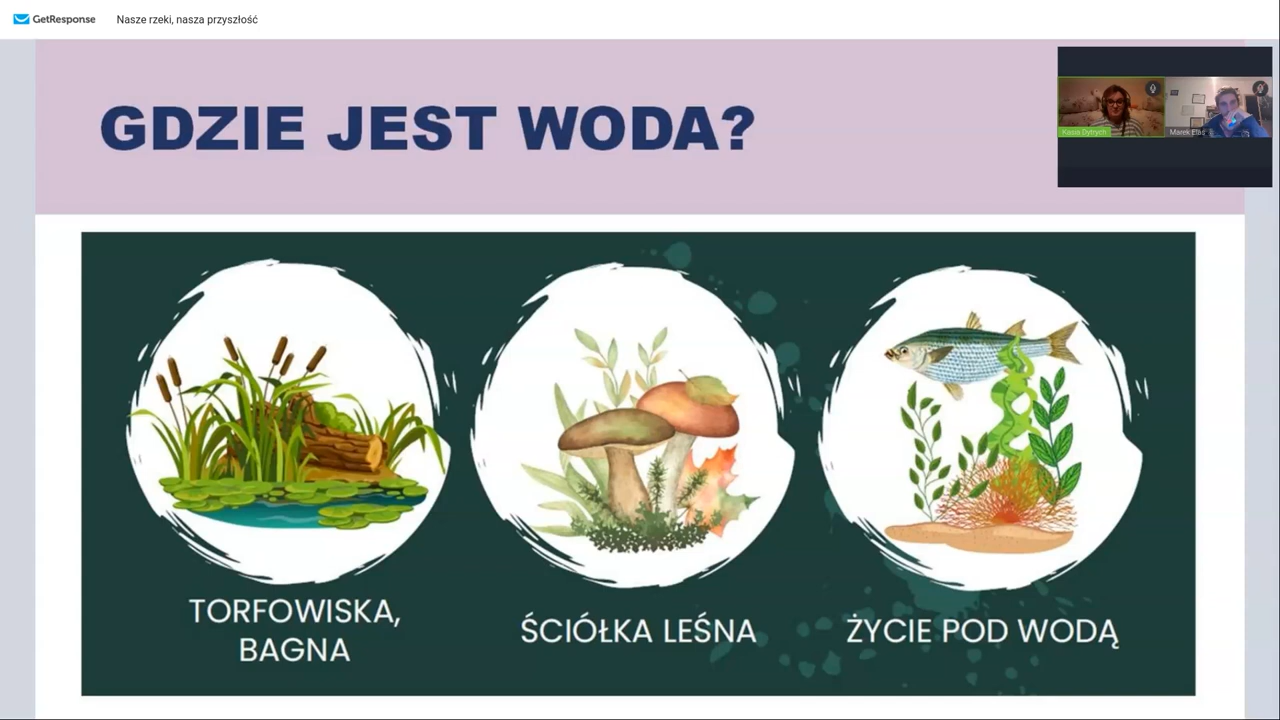 GetResponse Nasze rzeki, nasza przyszłość
GDZIE JEST WODA?
Kasia Dytrych
Marek Elas
TORFOWISKA,
BAGNA
ŚCIÓŁKA LEŚNA
ŻYCIE POD WODĄ